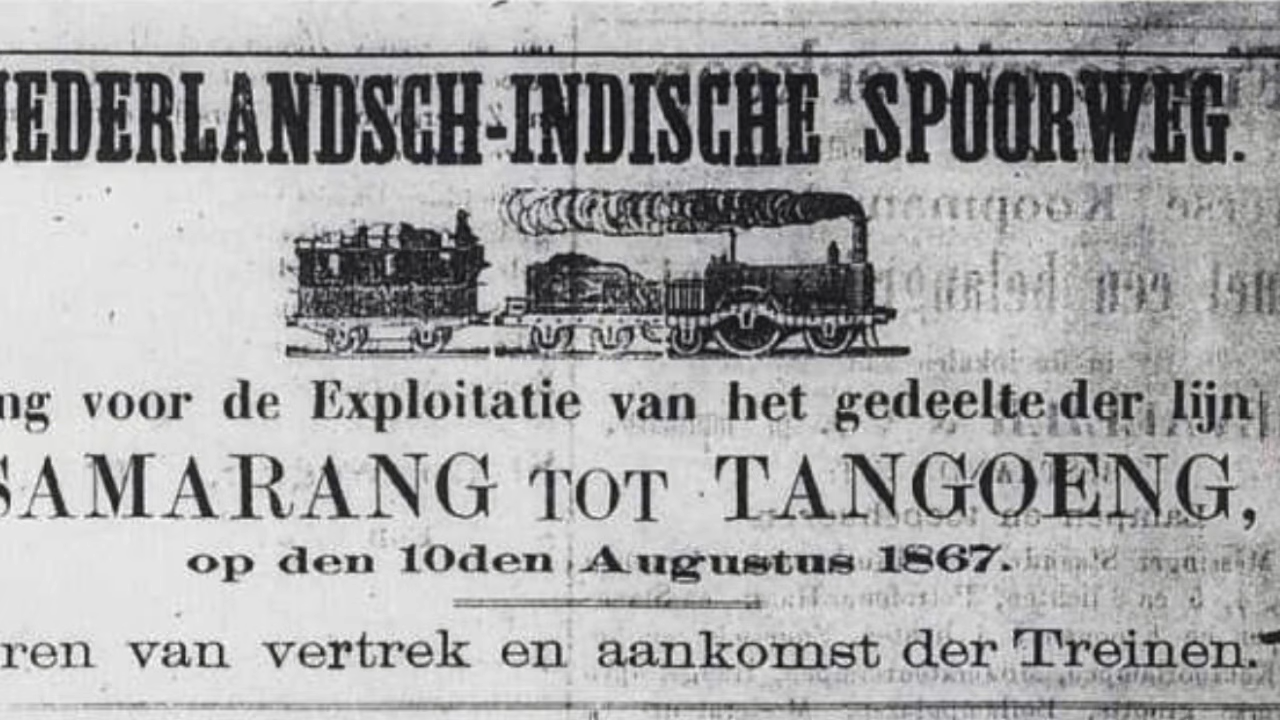 NEDERLANDSCH-INDISCHE SPOORWEG.
ng voor de Exploitatie van het gedeelte der lijn
SAMARANG TOT TANGOENG,
op den 10den Augustus 1867.
ren van vertrek en aankomst der Treinen.